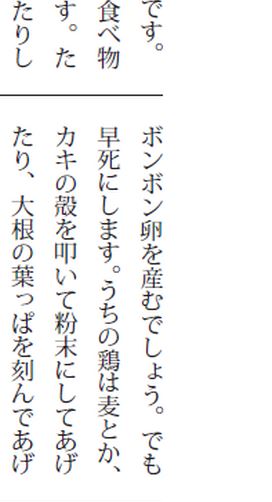 です。
食べ物
す。た
たりし
ボンボン卵を産むでしょう。でも
早死にします。うちの鶏は麦とか、
カキの殻を叩いて粉末にしてあげ
たり、大根の葉っぱを刻んであげ